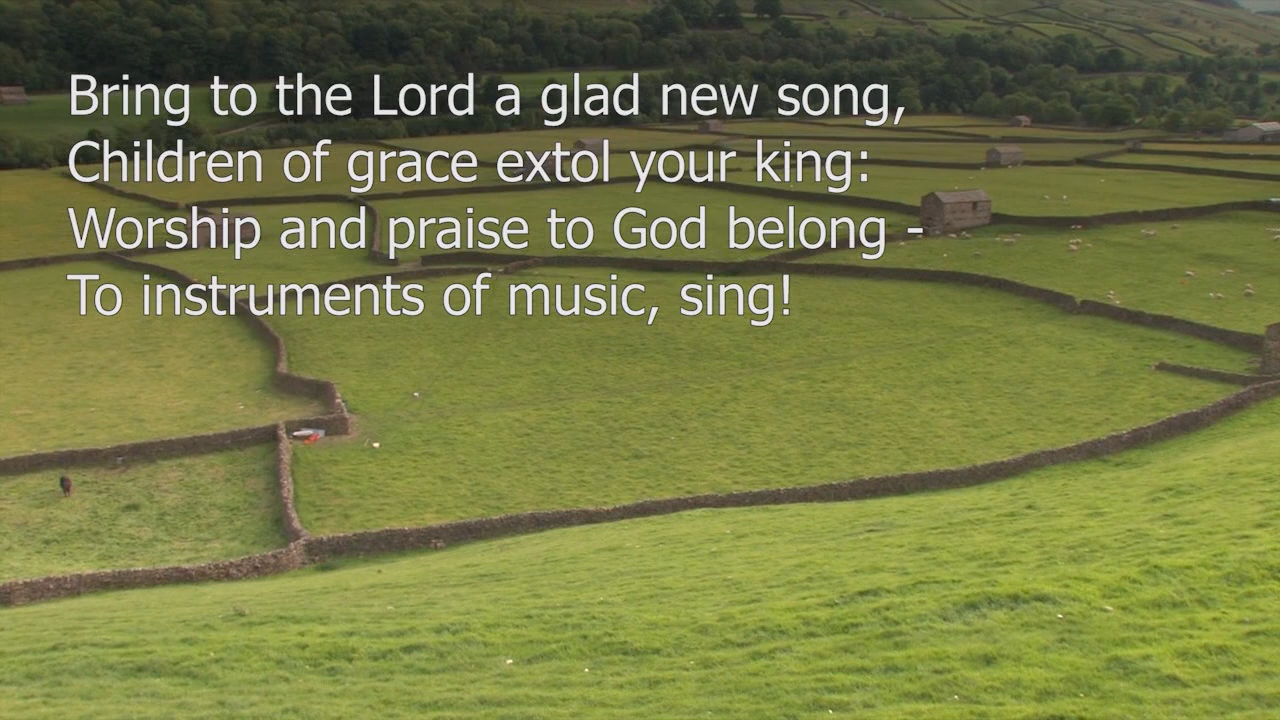 Bring to the Lord a glad new song,
Children of grace extol your king:
Worship and praise to God belong -
To instruments of music, sing!